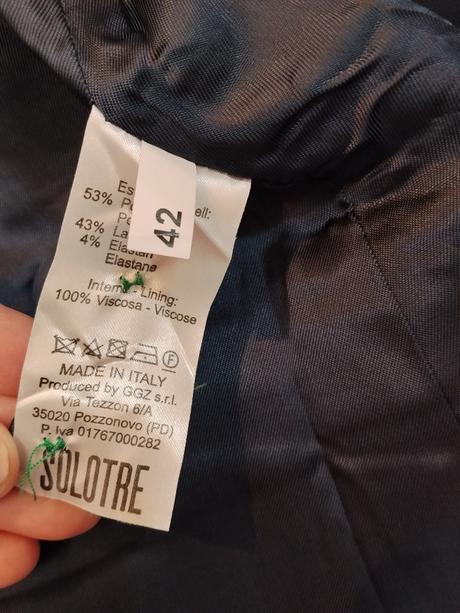 42
53%
43%
4% Elastan
Elastane
Lining:
100% Viscosa - Viscose
MADE IN ITALY
Produced by GGZ s.r.l.
Via Tezzon 6/A
35020 Pozzonovo (PD)
P. Iva 01767000282
SOLOTRE